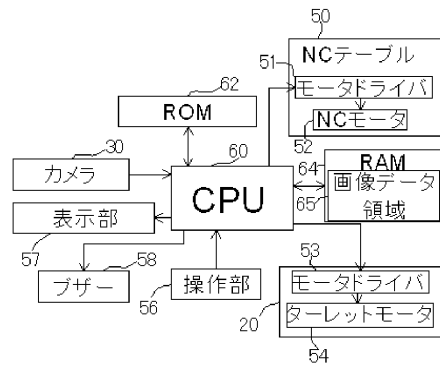 50
NCテーブル
51
モータドライバ
NCモータ
52
62
ROM
30
カメラ
60
CPU
64
RAM
画像データ
領域
65
表示部
57
ブザー
58
操作部
56
53
モータドライバ
20
ターレットモータ
54